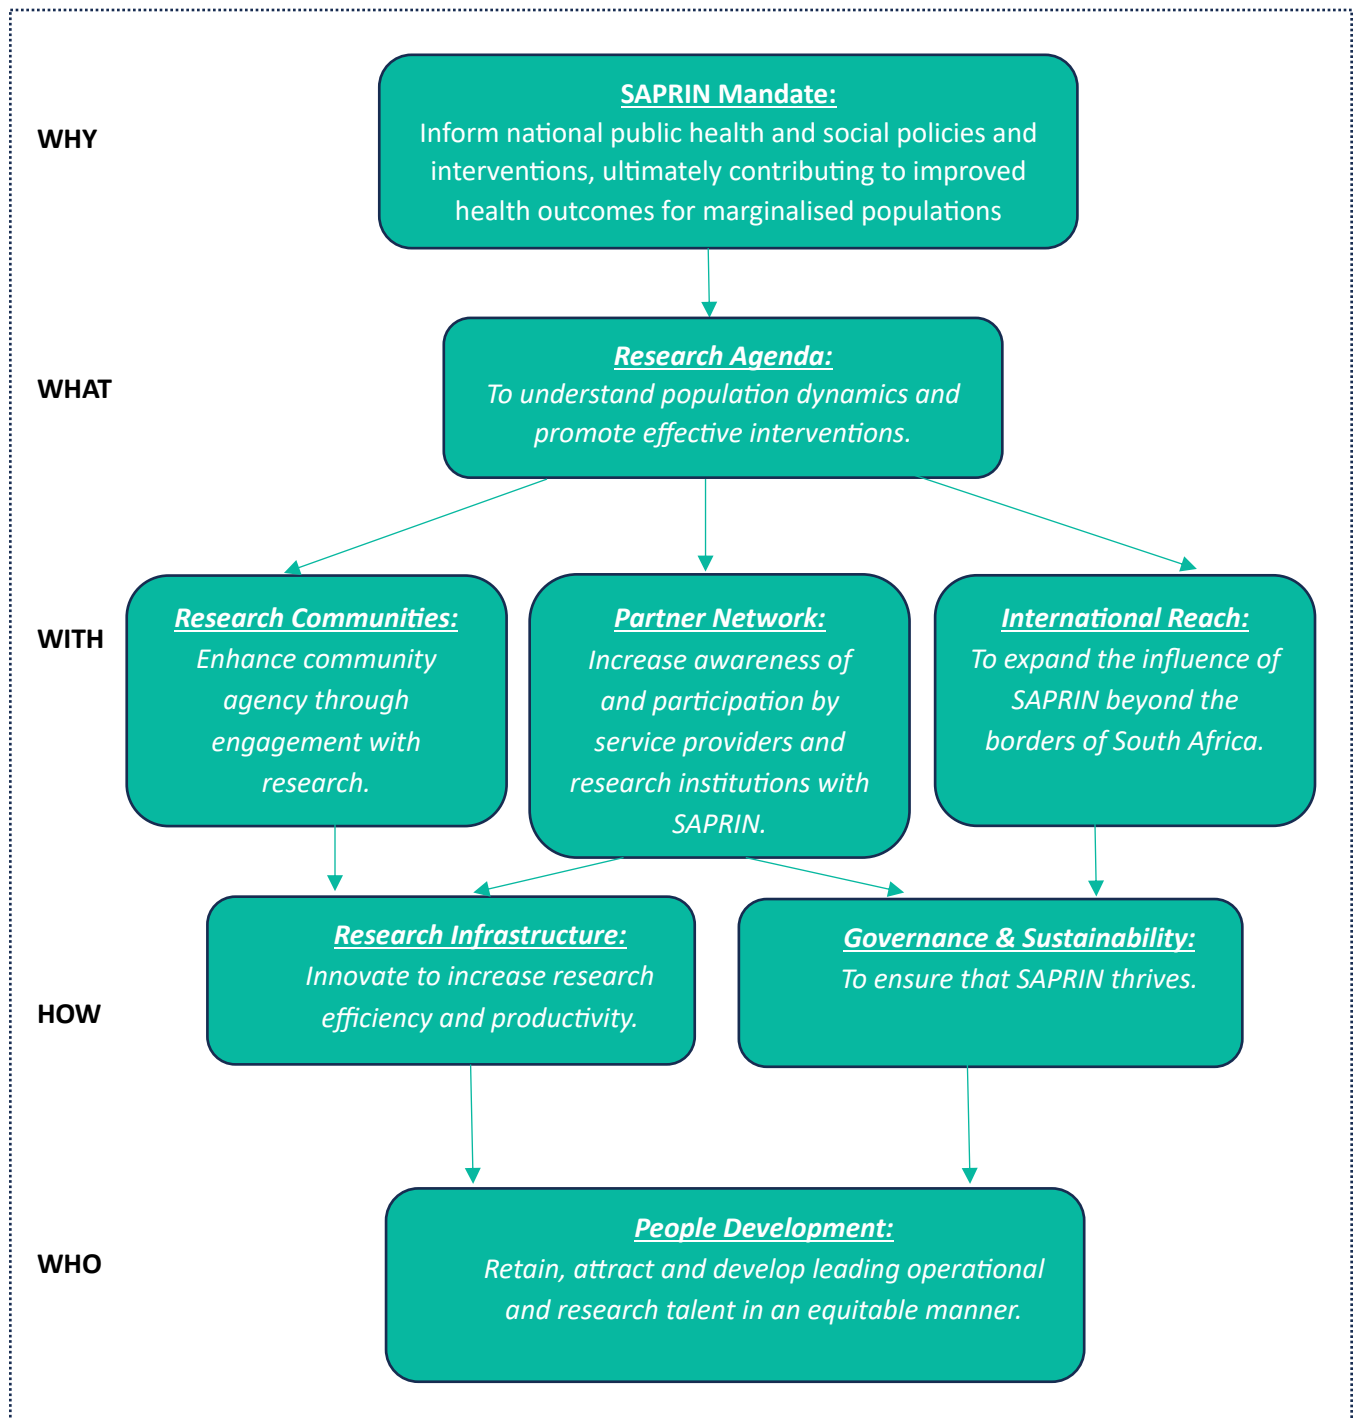 WHY
SAPRIN Mandate:
Inform national public health and social policies and
interventions, ultimately contributing to improved
health outcomes for marginalised populations
WHAT
Research Agenda:
To understand population dynamics and
promote effective interventions.
WITH
Research Communities:
Enhance community
agency through
engagement with
research.
Partner Network:
Increase awareness of
and participation by
service providers and
research institutions with
SAPRIN.
International Reach:
To expand the influence of
SAPRIN beyond the
borders of South Africa.
HOW
Research Infrastructure:
Innovate to increase research
efficiency and productivity.
Governance & Sustainability:
To ensure that SAPRIN thrives.
WHO
People Development:
Retain, attract and develop leading operational
and research talent in an equitable manner.